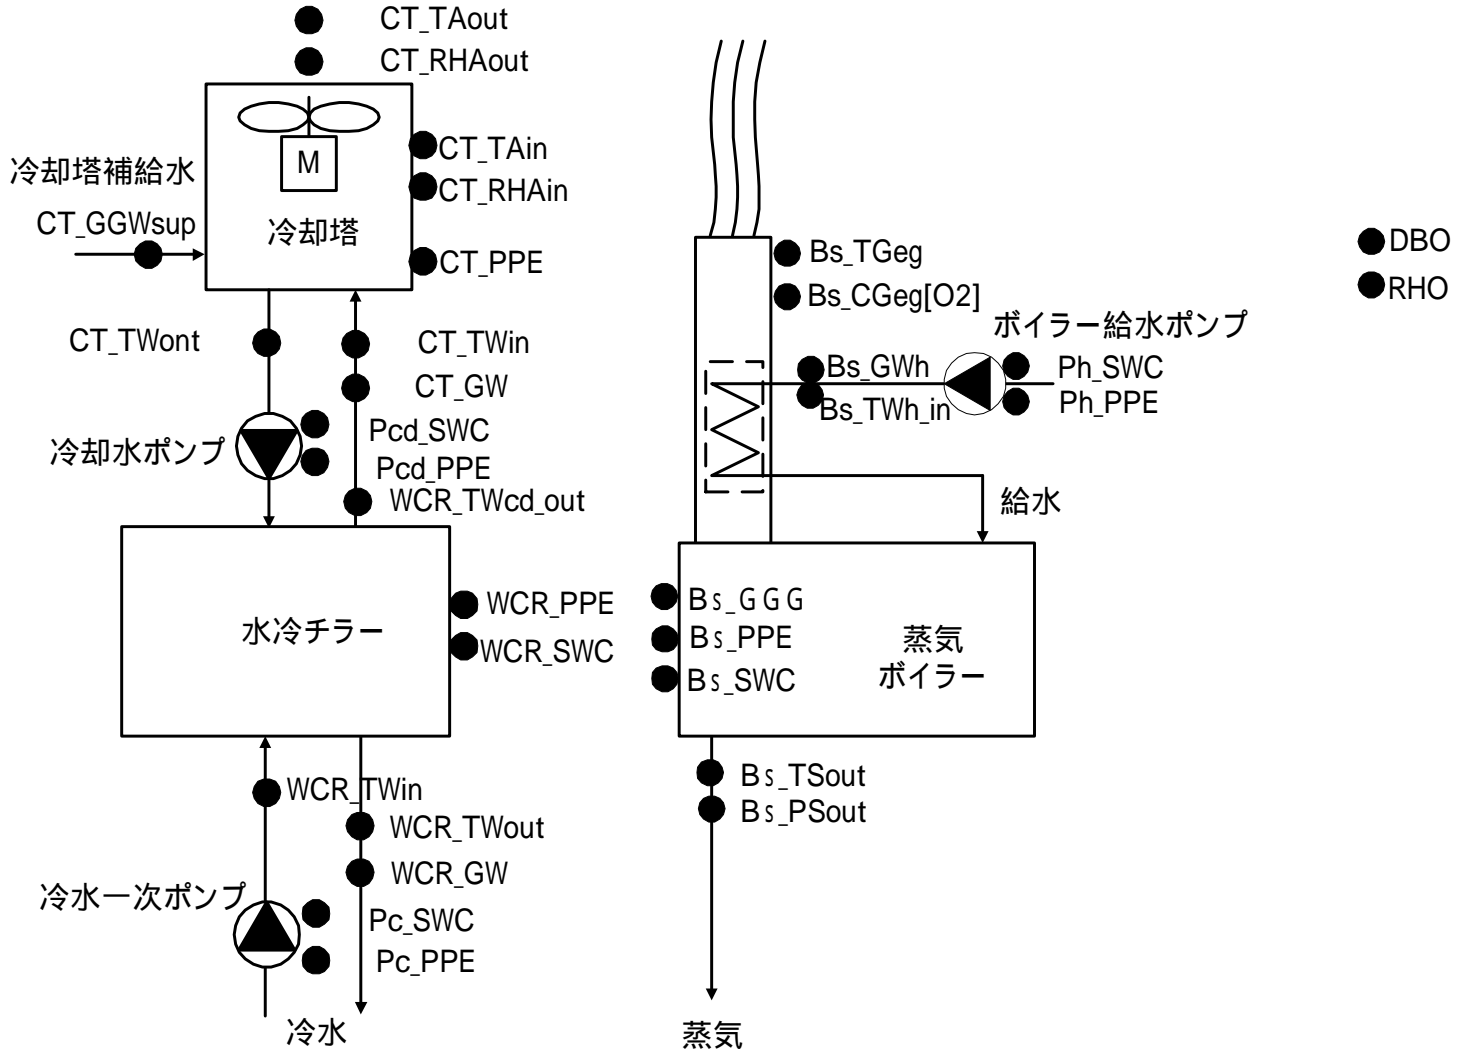 CT_TAout
CT_RHAout
M
CT_TAin
CT_RHAin
冷却塔補給水
CT_GGWsup
冷却塔
CT_PPE
CT_TWont
CT_TWin
CT_GW
Pcd_SWC
Pcd_PPE
冷却水ポンプ
WCR_TWcd_out
水冷チラー
WCR_PPE
WCR_SWC
WCR_TWin
WCR_TWout
WCR_GW
冷水一次ポンプ
Pc_SWC
Pc_PPE
冷水
Bs_TGeg
Bs_CGeg[O2]
ボイラー給水ポンプ
Bs_GWh
Bs_TWh_in
Ph_SWC
Ph_PPE
給水
Bs_GGG
Bs_PPE
Bs_SWC
蒸気
ボイラー
Bs_TSout
Bs_PSout
蒸気
DBO
RHO